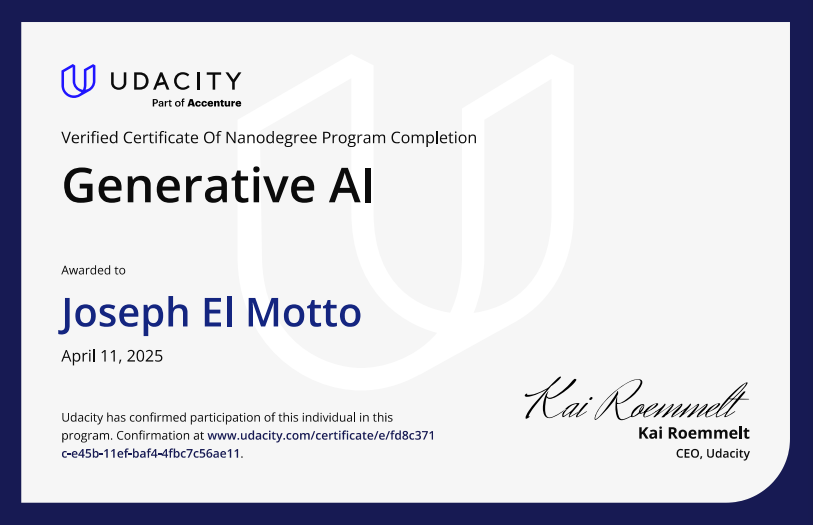 UDACITY
Part of Accenture
Verified Certificate Of Nanodegree Program Completion
Generative AI
Awarded to
Joseph El Motto
April 11, 2025
Udacity has confirmed participation of this individual in this
program. Confirmation at www.udacity.com/certificate/e/fd8c371
c-e45b-11ef-baf4-4fbc7c56ae11.
Kai Roemmelt
Kai Roemmelt
CEO, Udacity